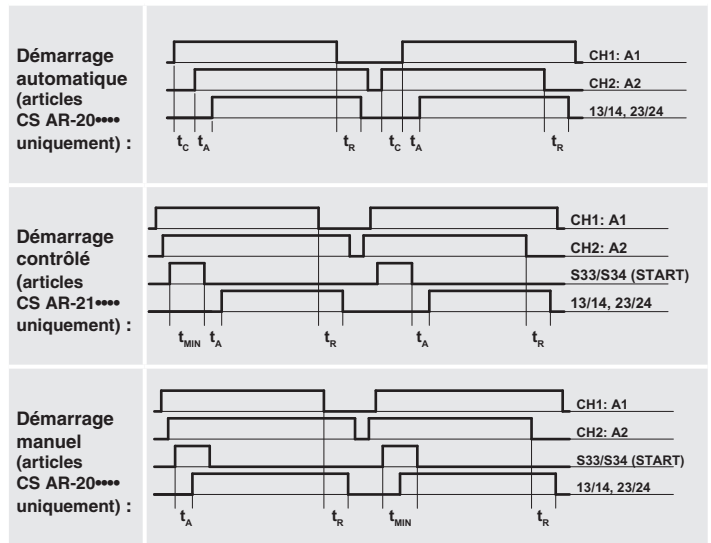 Démarrage
automatique
(articles
CS AR-20••••
uniquement) :
CH1: A1
CH2: A2
13/14, 23/24
tC tA tR tC tA tR
Démarrage
contrôlé
(articles
CS AR-21••••
uniquement) :
CH1: A1
CH2: A2
S33/S34 (START)
13/14, 23/24
tMIN tA tR tA tR
Démarrage
manuel
(articles
CS AR-20••••
uniquement) :
CH1: A1
CH2: A2
S33/S34 (START)
13/14, 23/24
tA tR tMIN tR